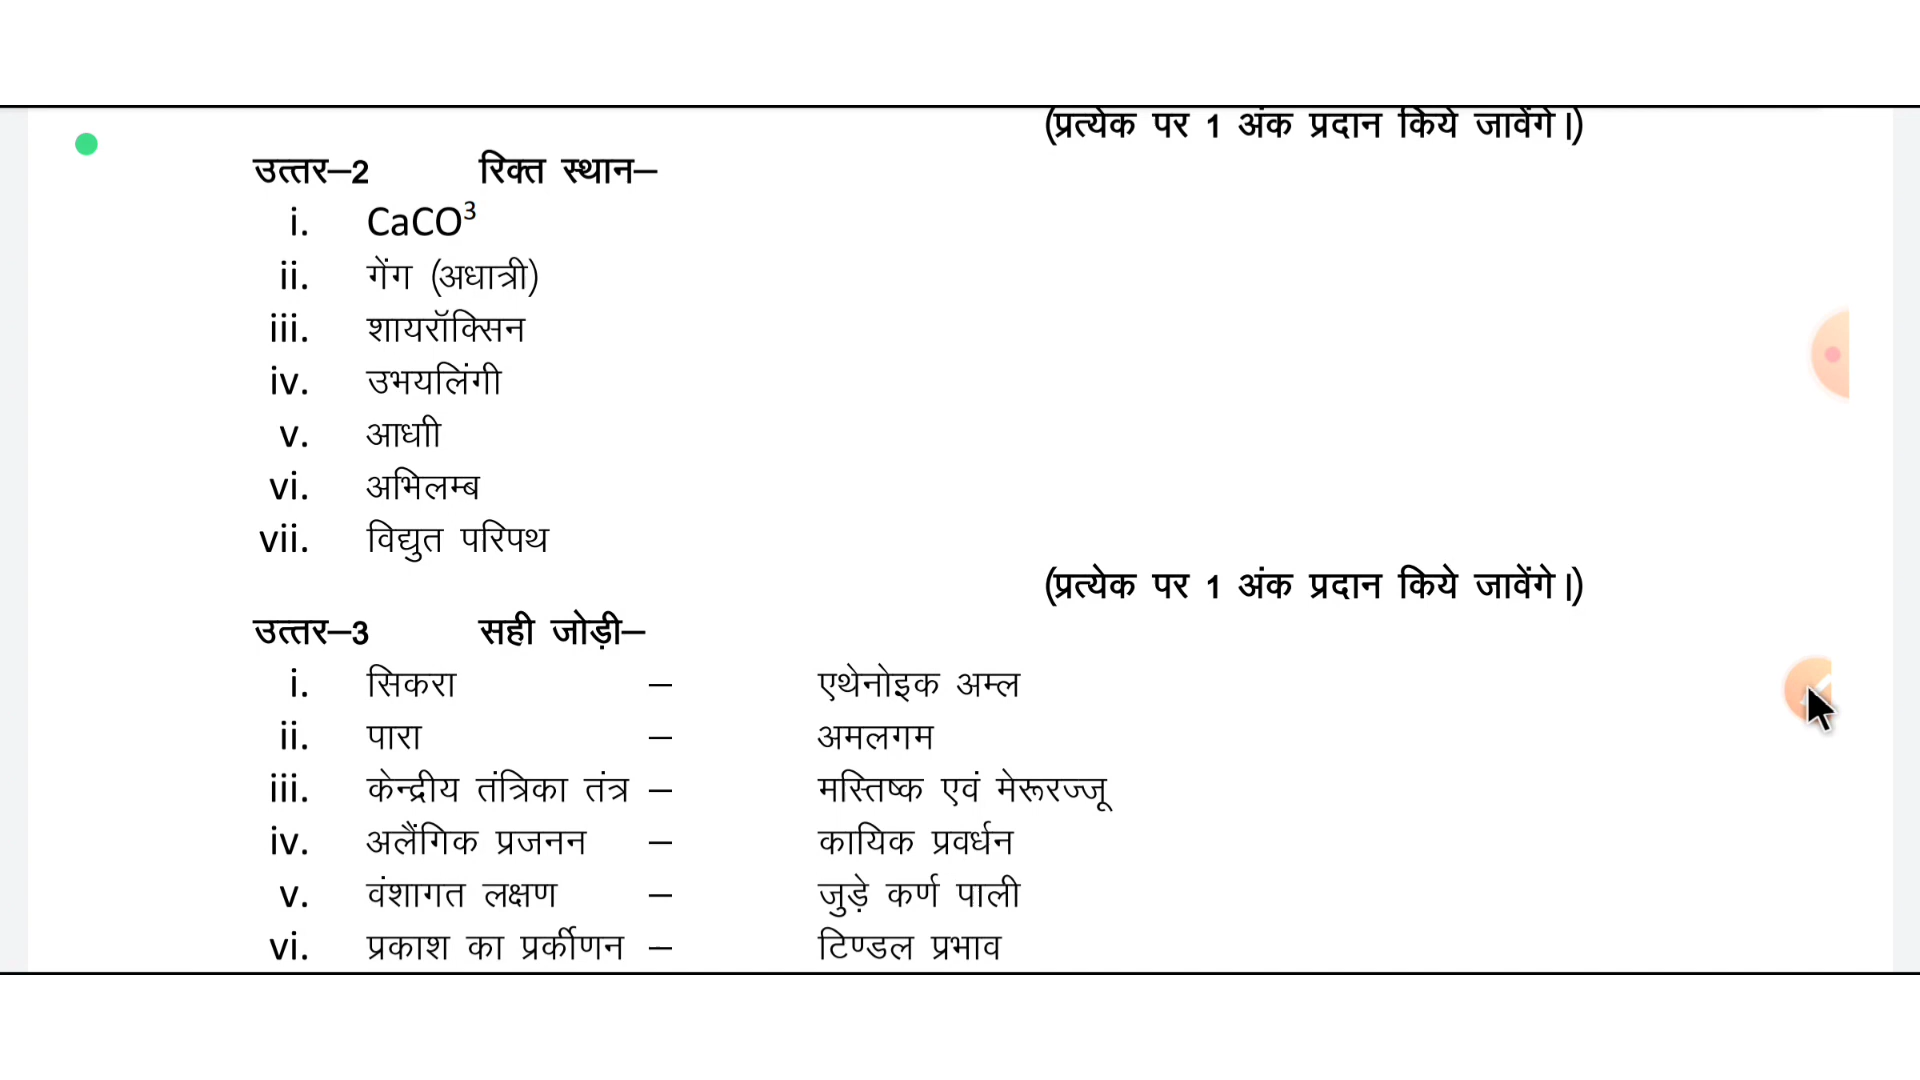 (प्रत्येक पर 1 अंक प्रदान किये जावेंगे।)
उत्तर–2 रिक्त स्थान–
i. CaCO³
ii. गेंग (अधात्री)
iii. शायरॉक्सिन
iv. उभयलिंगी
v. आधाी
vi. अभिलम्ब
vii. विद्युत परिपथ
(प्रत्येक पर 1 अंक प्रदान किये जावेंगे।)
उत्तर–3 सही जोड़ी–
i. सिकरा – एथेनोइक अम्ल
ii. पारा – अमलगम
iii. केन्द्रीय तंत्रिका तंत्र – मस्तिष्क एवं मेरूरज्जू
iv. अलैंगिक प्रजनन – कायिक प्रवर्धन
v. वंशागत लक्षण – जुड़े कर्ण पाली
vi. प्रकाश का प्रर्कीणन – टिण्डल प्रभाव